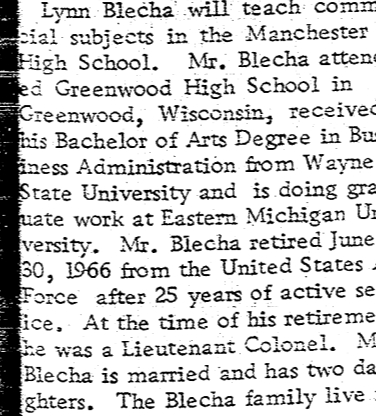 Lynn Blecha will teach comm
cial subjects in the Manchester
High School. Mr. Blecha atten
ed Greenwood High School in
Greenwood, Wisconsin, received
his Bachelor of Arts Degree in Bus
iness Administration from Wayne
State University and is doing gra
uate work at Eastern Michigan Un
versity. Mr. Blecha retired June
30, 1966 from the United States A
Force after 25 years of active se
ice. At the time of his retireme
he was a Lieutenant Colonel. M
Blecha is married and has two da
ghters. The Blecha family live